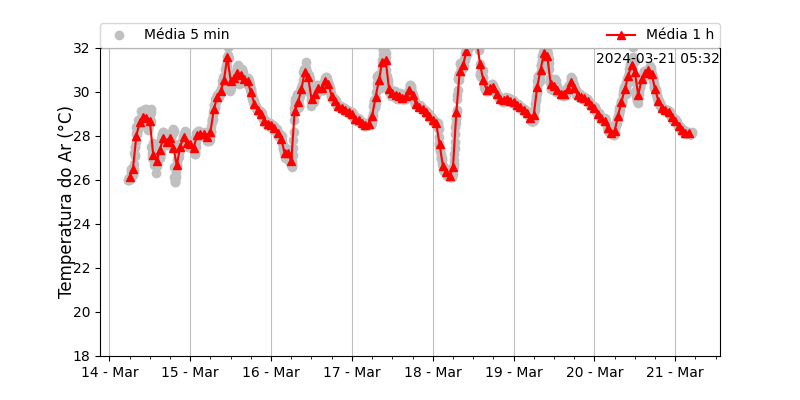 Média 5 min
Média 1 h
2024-03-21 05:32
Temperatura do Ar (°C)
32
30
28
26
24
22
20
18
14 - Mar
15 - Mar
16 - Mar
17 - Mar
18 - Mar
19 - Mar
20 - Mar
21 - Mar